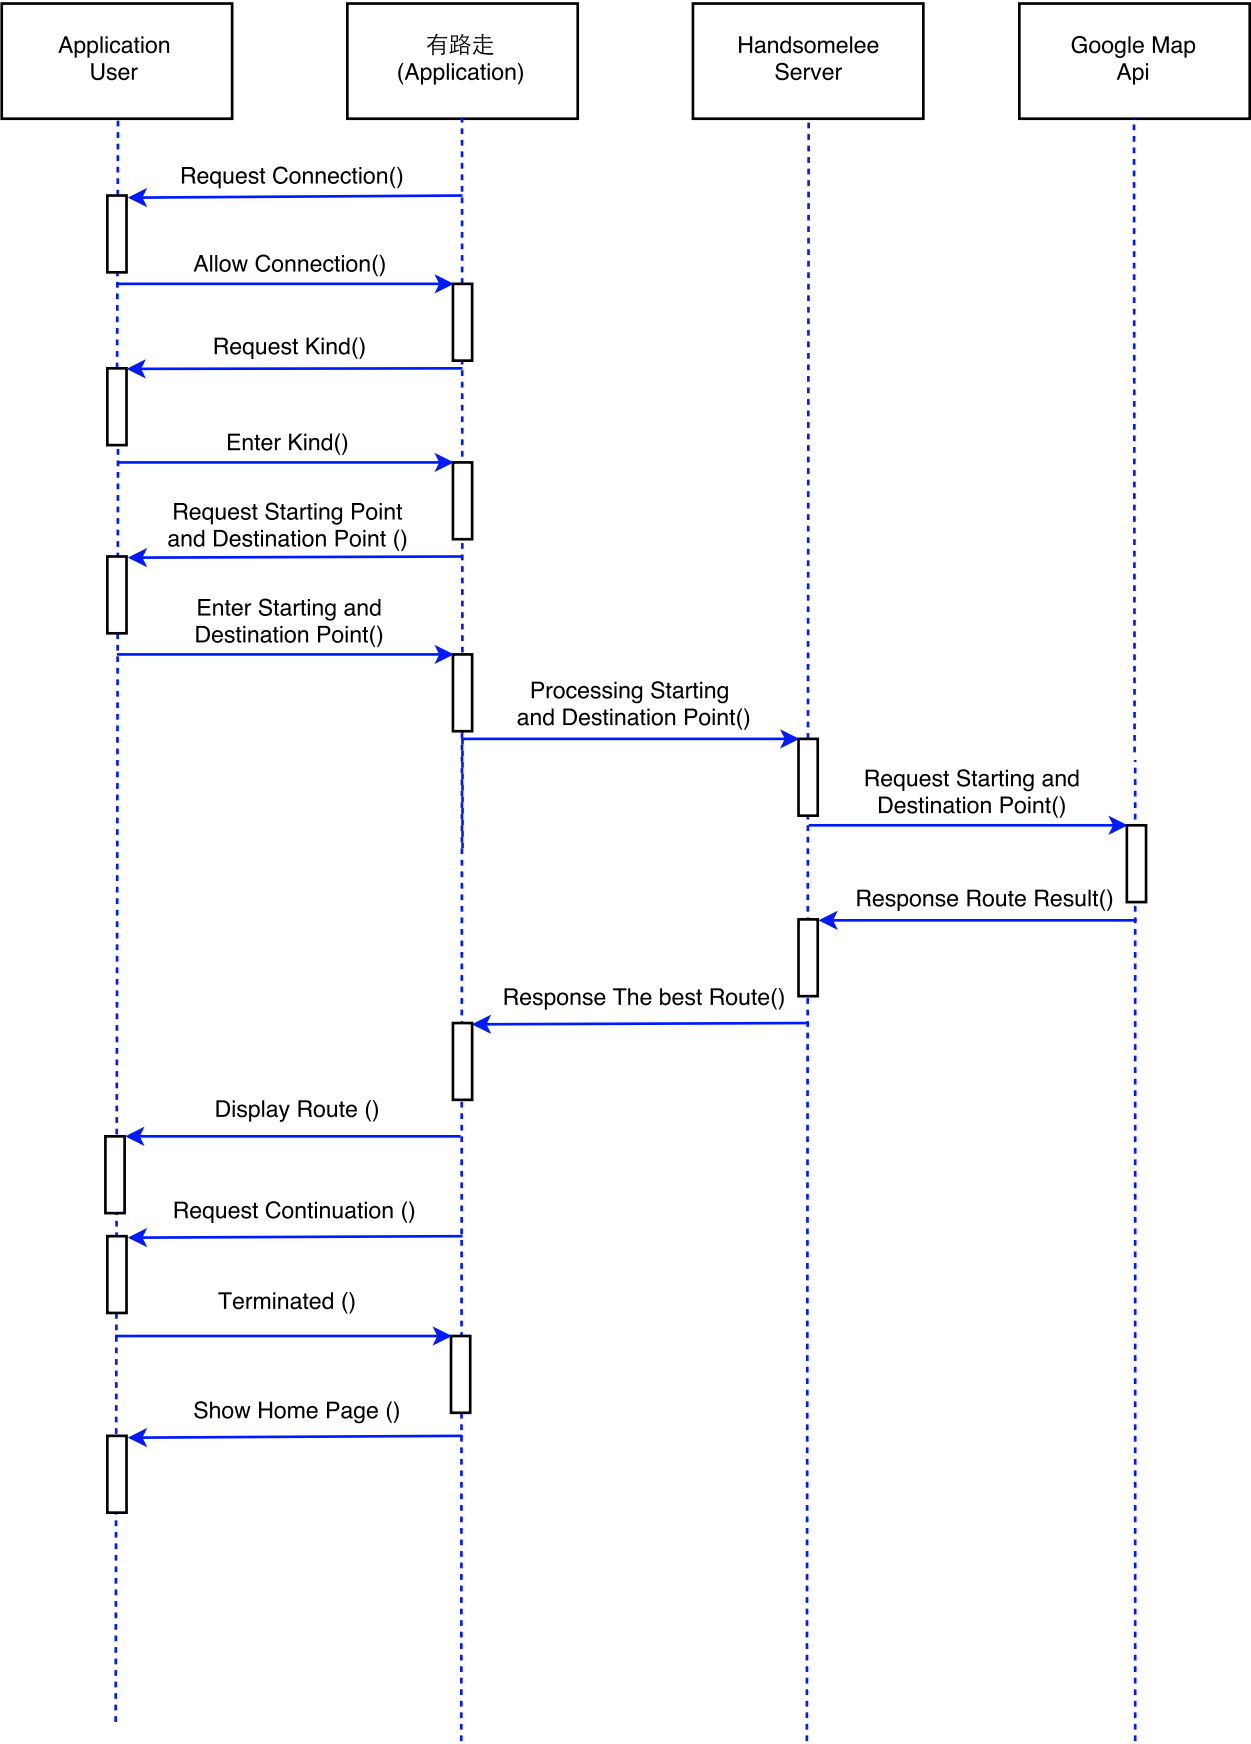 Application
User
有路走
(Application)
Handsomelee
Server
Google Map
Api
Request Connection()
Allow Connection()
Request Kind()
Enter Kind()
Request Starting Point
and Destination Point ()
Enter Starting and
Destination Point()
Processing Starting
and Destination Point()
Request Starting and
Destination Point()
Response Route Result()
Response The best Route()
Display Route ()
Request Continuation ()
Terminated ()
Show Home Page ()